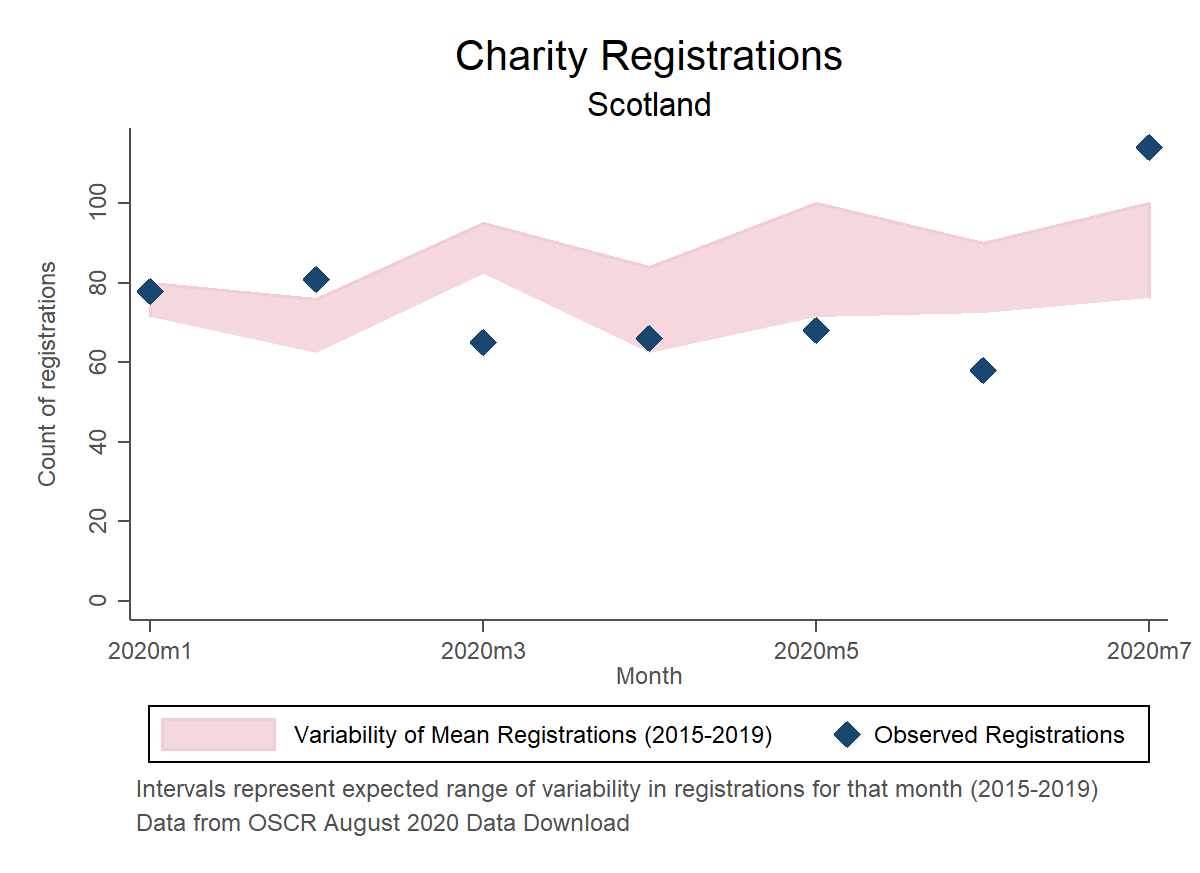 Charity Registrations
Scotland
Count of registrations
100
80
60
40
20
0
2020m1
2020m3
2020m5
2020m7
Month
Variability of Mean Registrations (2015-2019)
Observed Registrations
Intervals represent expected range of variability in registrations for that month (2015-2019)
Data from OSCR August 2020 Data Download